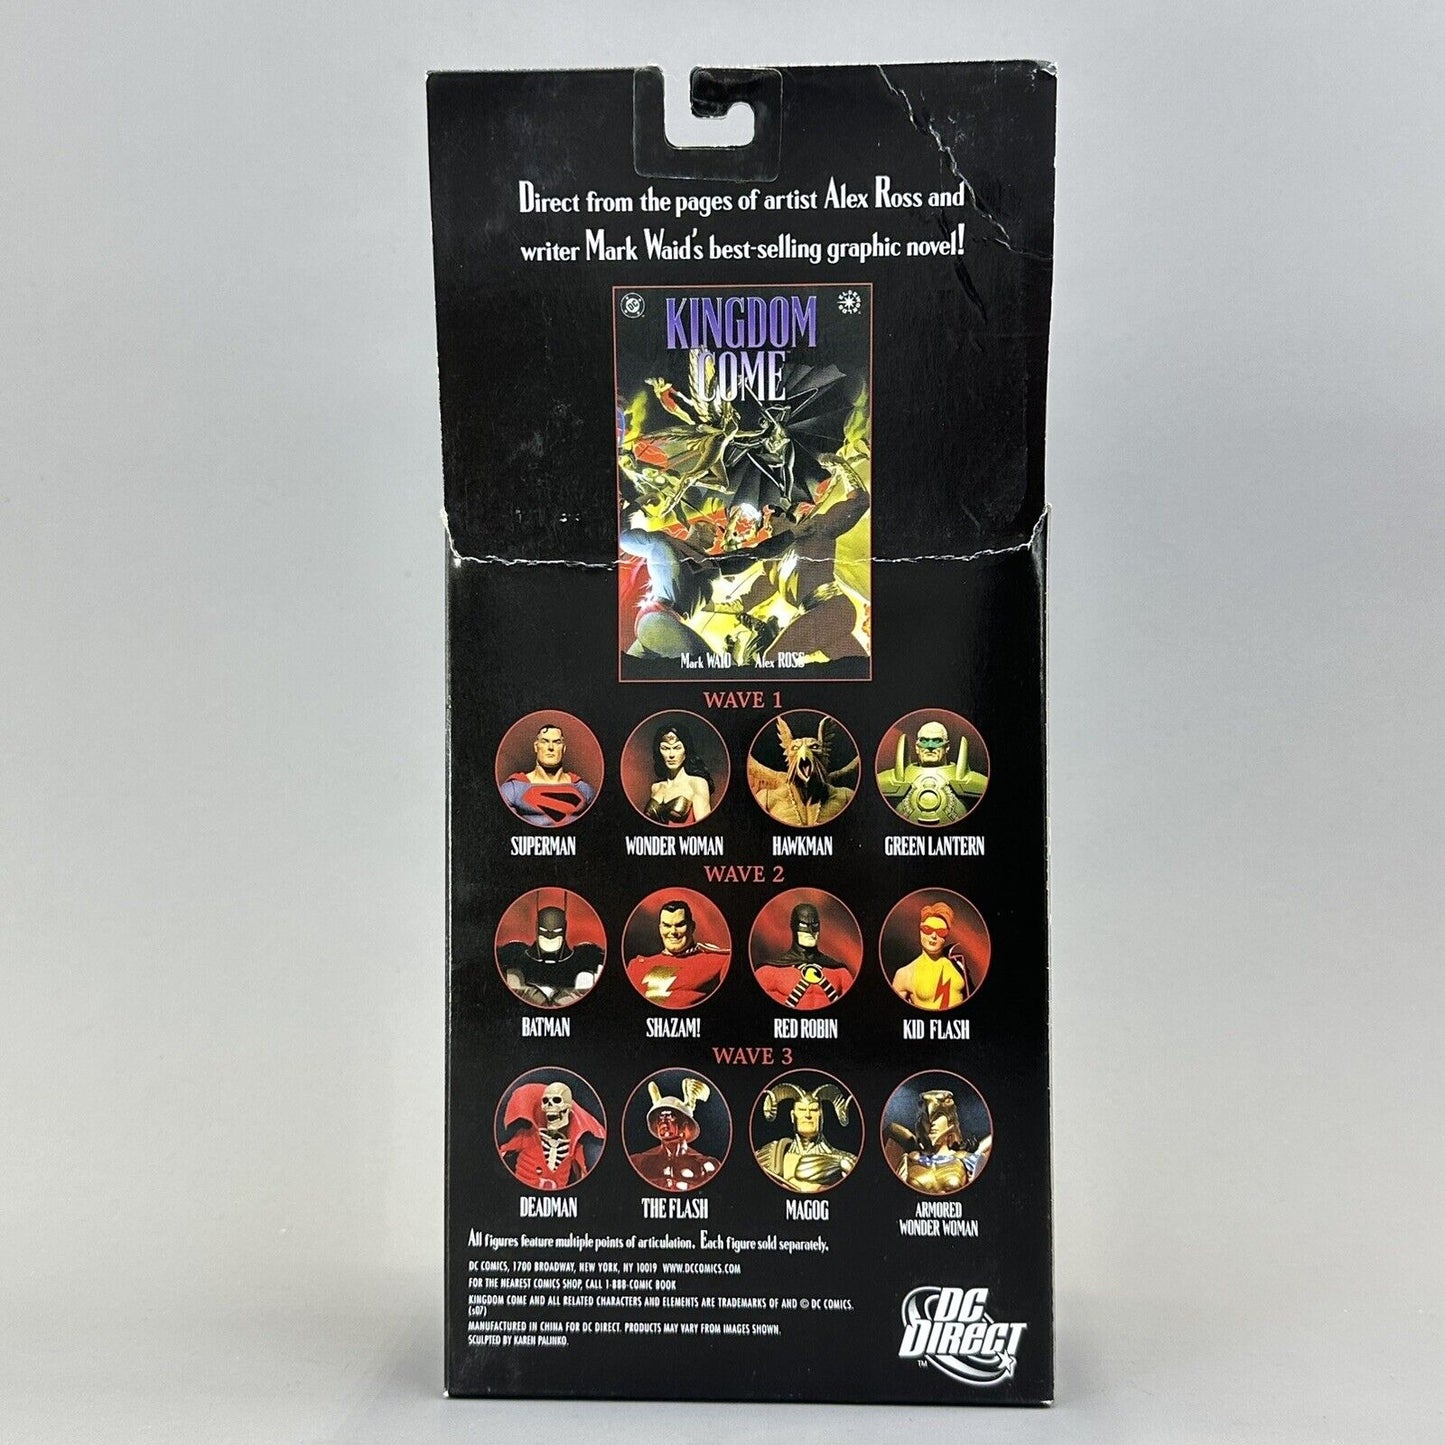 Direct from the pages of artist Alex Ross and
writer Mark Waid's best-selling graphic novel!
DC
KINGDOM
COME
Mark WAID Alex ROSS
WAVE 1
SUPERMAN WONDER WOMAN HAWKMAN GREEN LANTERN
WAVE 2
BATMAN SHAZAM! RED ROBIN KID FLASH
WAVE 3
DEADMAN THE FLASH MAGOG ARMORED
WONDER WOMAN
All figures feature multiple points of articulation. Each figure sold separately.
DC COMICS, 1700 BROADWAY, NEW YORK, NY 10019 WWW.DCCOMICS.COM
FOR THE NEAREST COMICS SHOP, CALL 1-888-COMIC BOOK
KINGDOM COME AND ALL RELATED CHARACTERS AND ELEMENTS ARE TRADEMARKS OF AND © DC COMICS.
(s07)
MANUFACTURED IN CHINA FOR DC DIRECT. PRODUCTS MAY VARY FROM IMAGES SHOWN.
SCULPTED BY KAREN PALINKO.
DC
DIRECT
TM